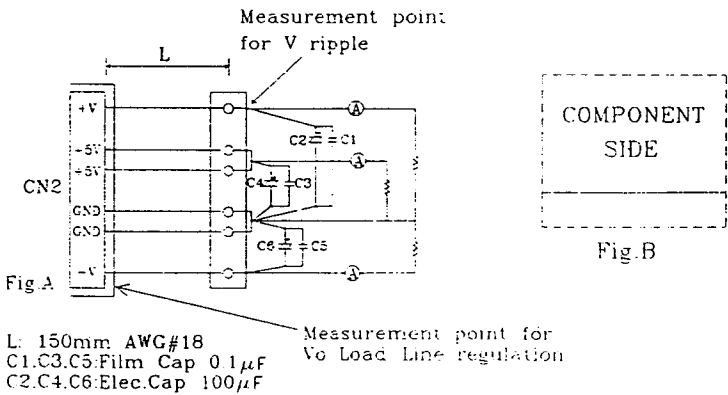 Measurement point
for V ripple
L
+V
+5V
+5V
CN2
GND
GND
-V
A
A
A
C2
C1
C4
C3
C6
C5
COMPONENT
SIDE
Fig.A
Fig.B
L: 150mm AWG#18
C1.C3.C5:Film Cap 0.1μF
C2.C4.C6:Elec.Cap 100μF
Measurement point for
Vo Load Line regulation